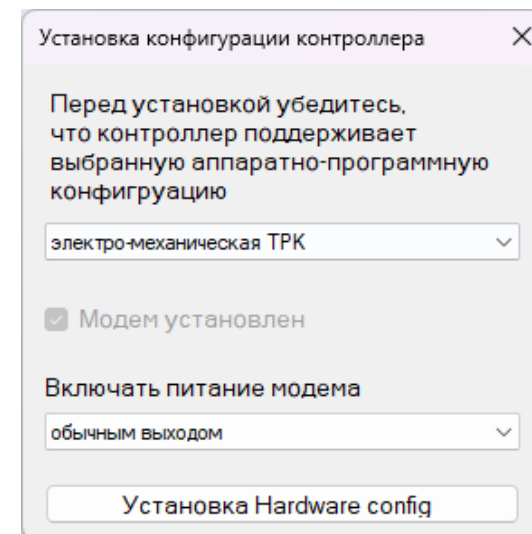 Установка конфигурации контроллера
Перед установкой убедитесь,
что контроллер поддерживает
выбранную аппаратно-программную
конфигруацию
электро-механическая ТРК
Модем установлен
Включать питание модема
обычным выходом
Установка Hardware config